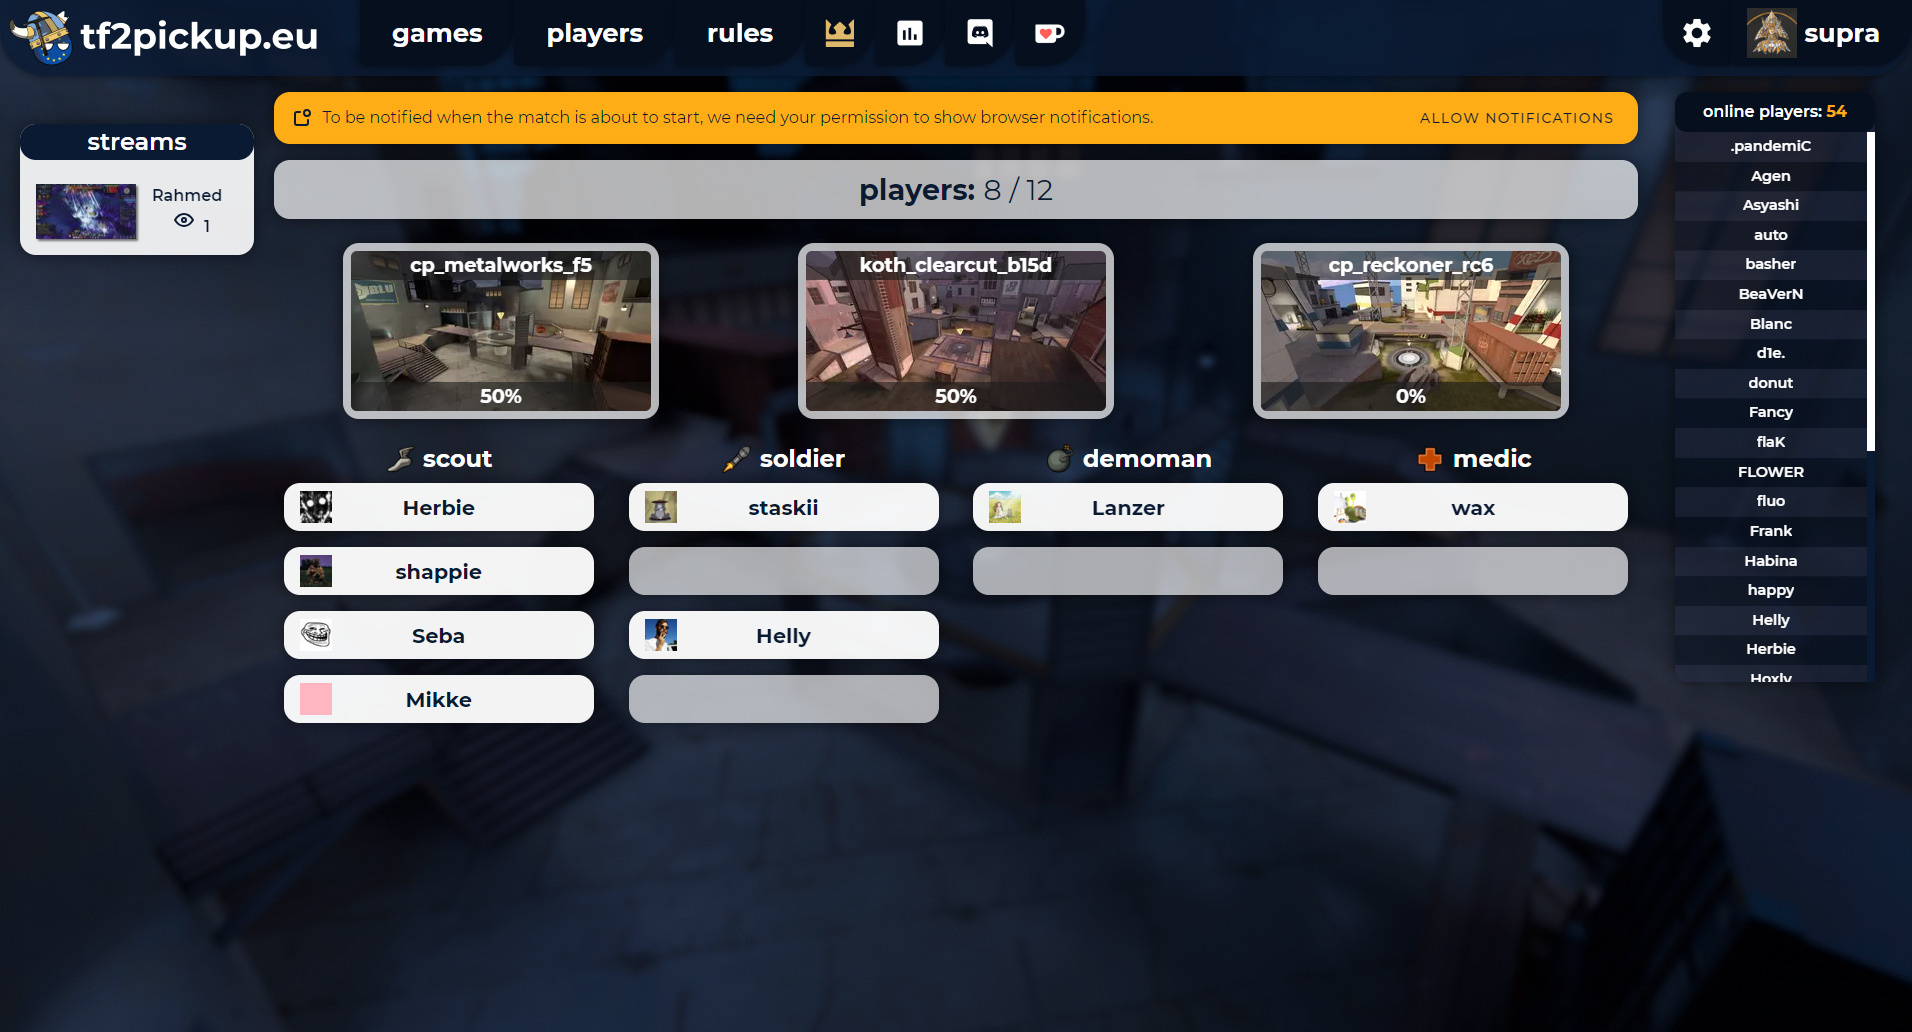 tf2pickup.eu
games
players
rules
supra
streams
Rahmed
1
To be notified when the match is about to start, we need your permission to show browser notifications.
ALLOW NOTIFICATIONS
players: 8 / 12
cp_metalworks_f5
50%
koth_clearcut_b15d
50%
cp_reckoner_rc6
0%
scout
Herbie
shappie
Seba
Mikke
soldier
staskii
Helly
demoman
Lanzer
medic
wax
online players: 54
.pandemiC
Agen
Asyashi
auto
basher
BeaVerN
Blanc
d1e.
donut
Fancy
flaK
FLOWER
fluo
Frank
Habina
happy
Helly
Herbie
Hoxly